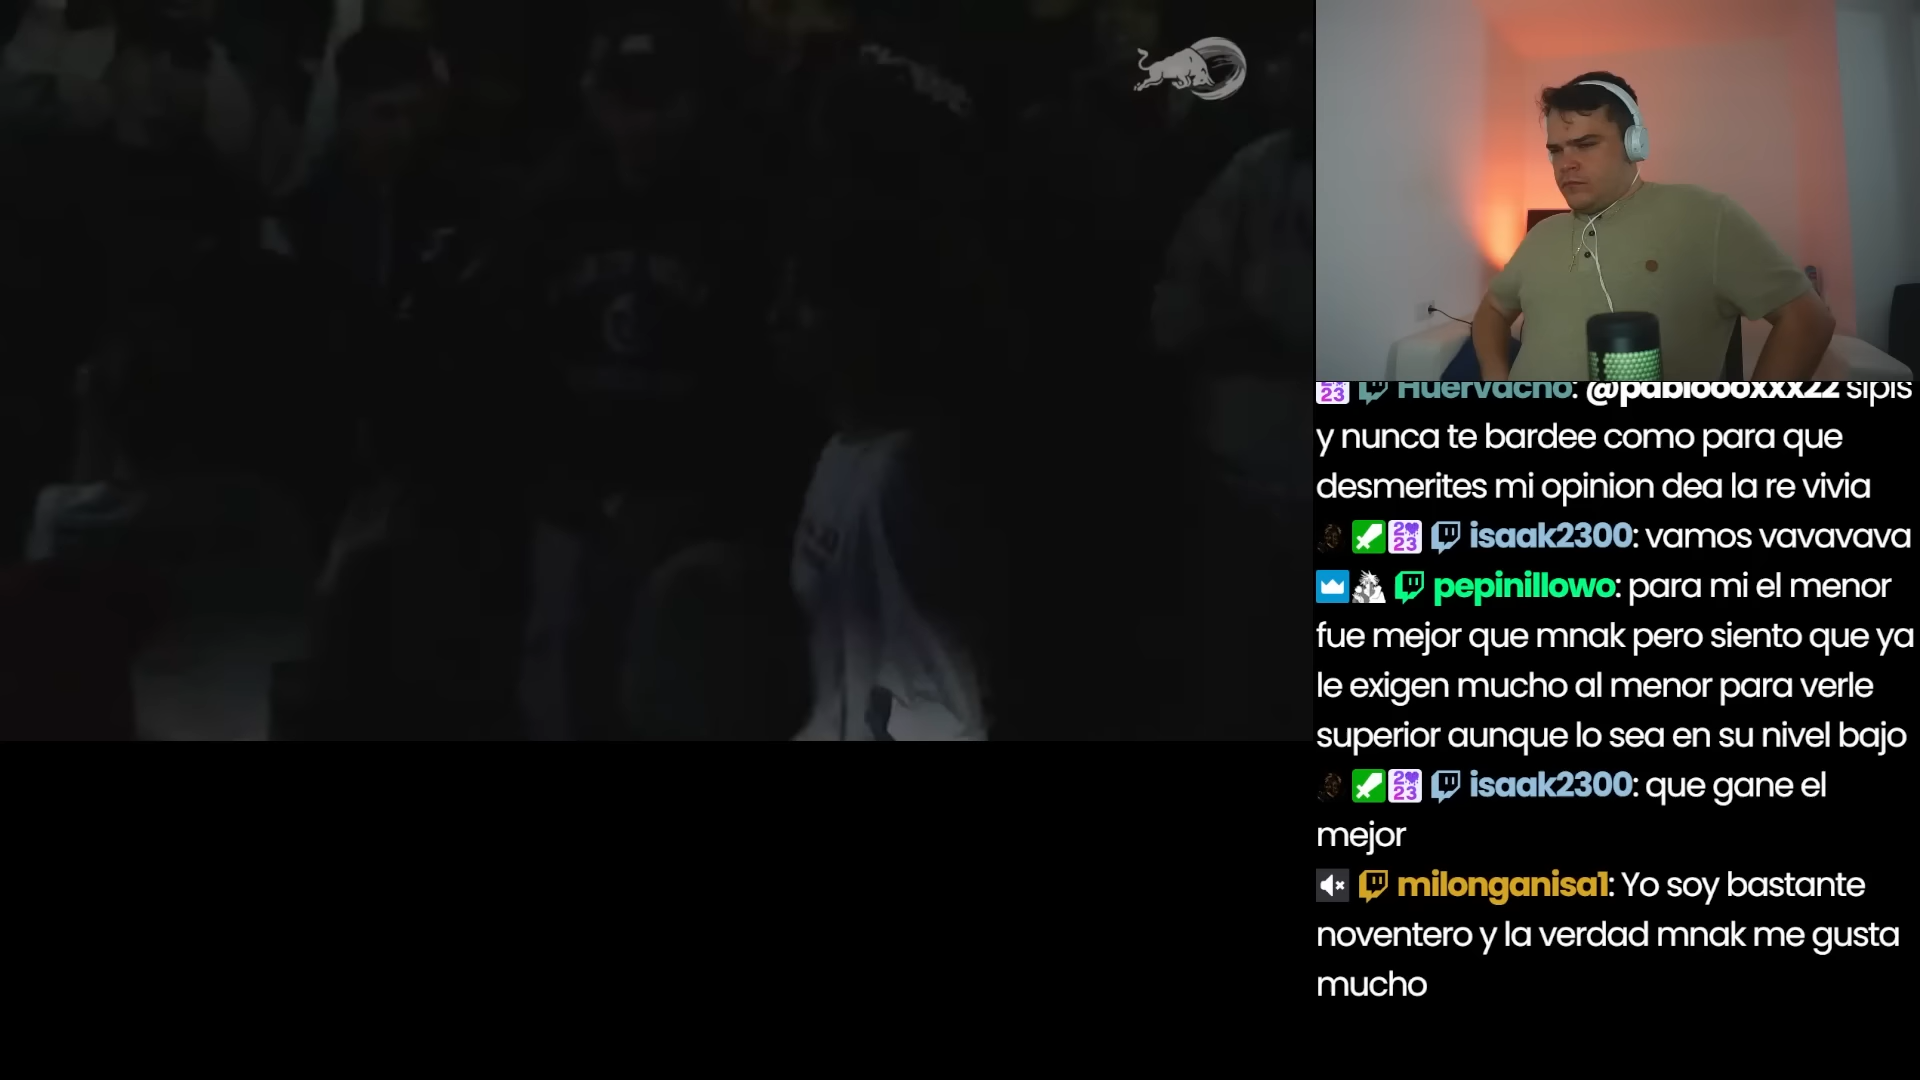 Huervacho: @pabloooxxx22 sipis
y nunca te bardee como para que
desmerites mi opinion dea la re vivia
isaak2300: vamos vavavava
pepinillowo: para mi el menor
fue mejor que mnak pero siento que ya
le exigen mucho al menor para verle
superior aunque lo sea en su nivel bajo
isaak2300: que gane el
mejor
milonganisa1: Yo soy bastante
noventero y la verdad mnak me gusta
mucho